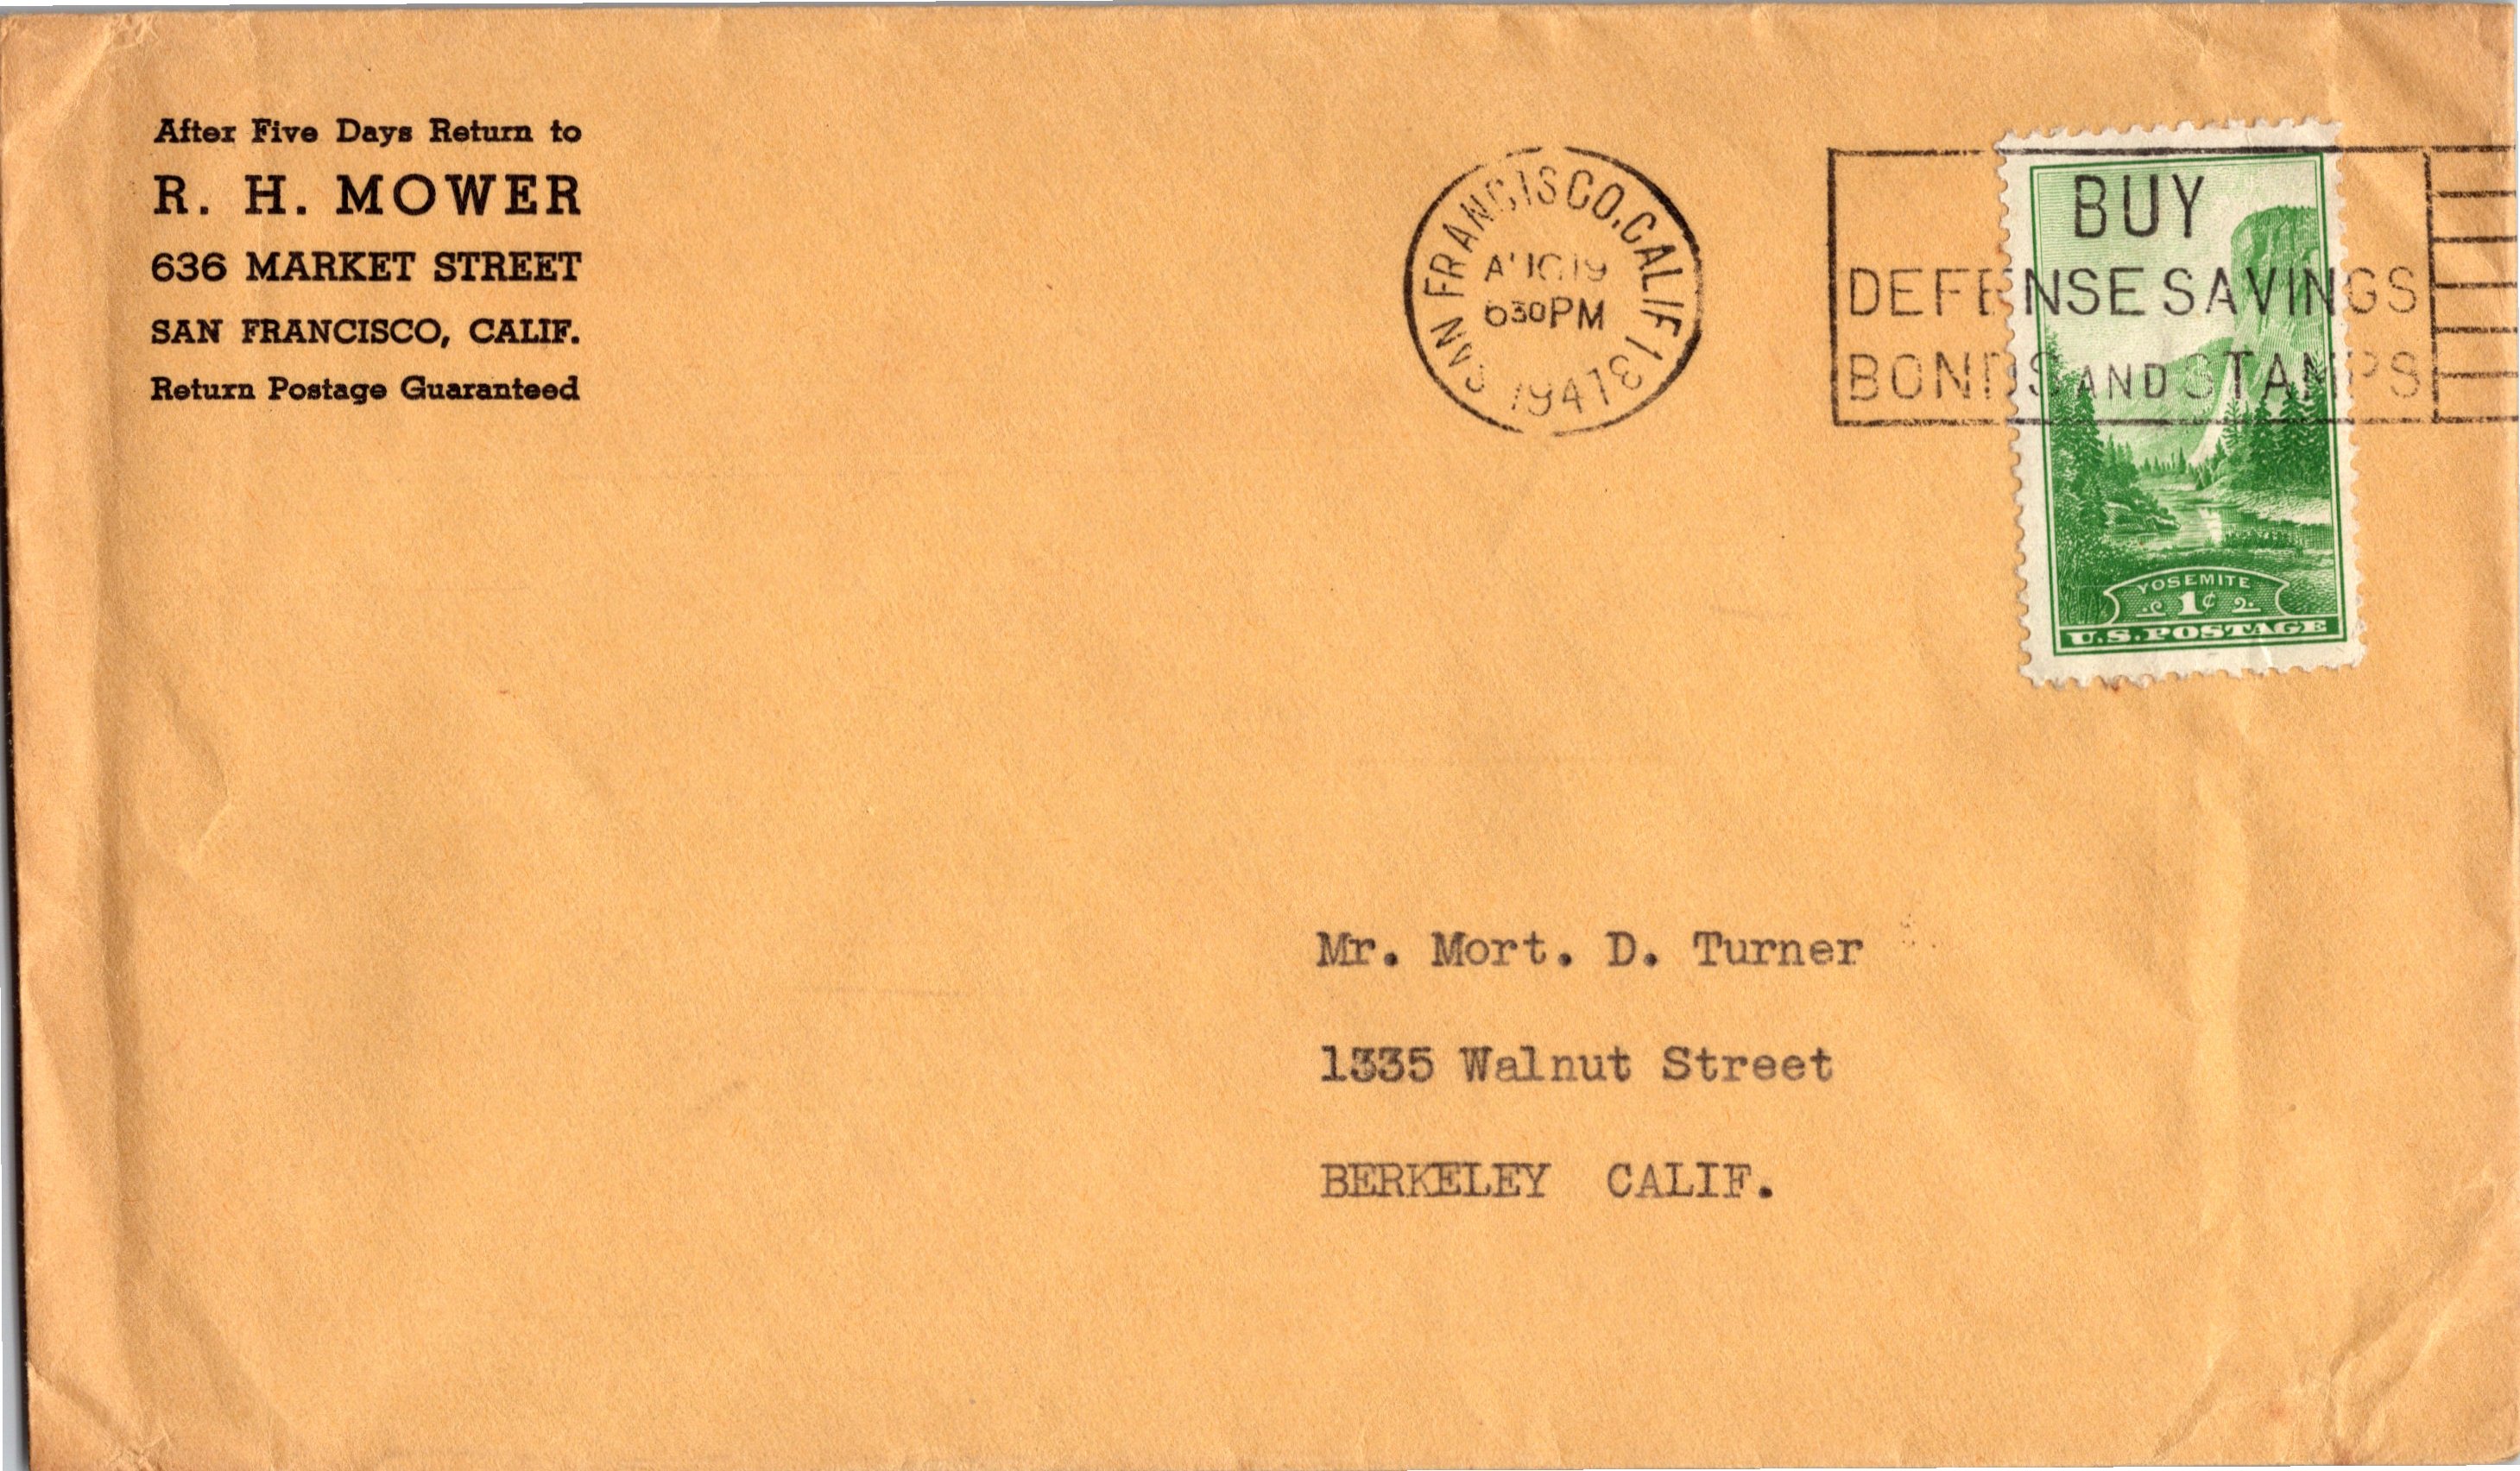 After Five Days Return to
R. H. MOWER
636 MARKET STREET
SAN FRANCISCO, CALIF.
Return Postage Guaranteed
SAN FRANCISCO, CALIF.
AUG 19
630 PM
1941
BUY
DEFENSE SAVINGS
BONDS AND STAMPS
YOSEMITE
1¢
U.S. POSTAGE
Mr. Mort. D. Turner
1335 Walnut Street
BERKELEY CALIF.